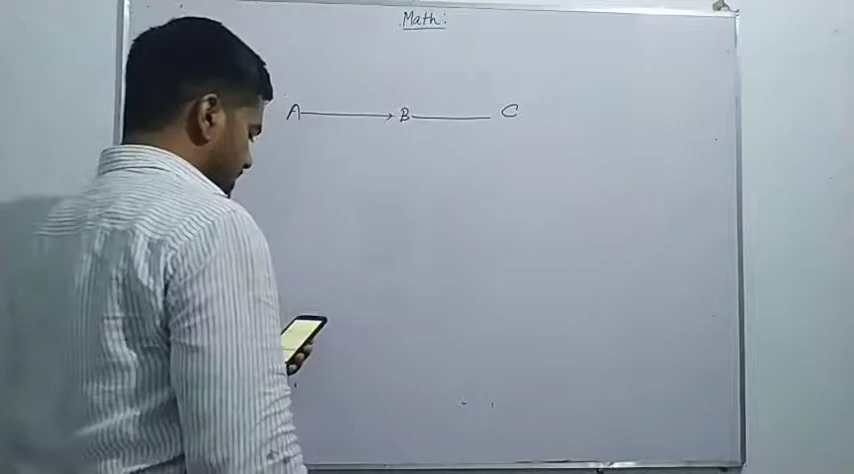 Math:
A → B — C